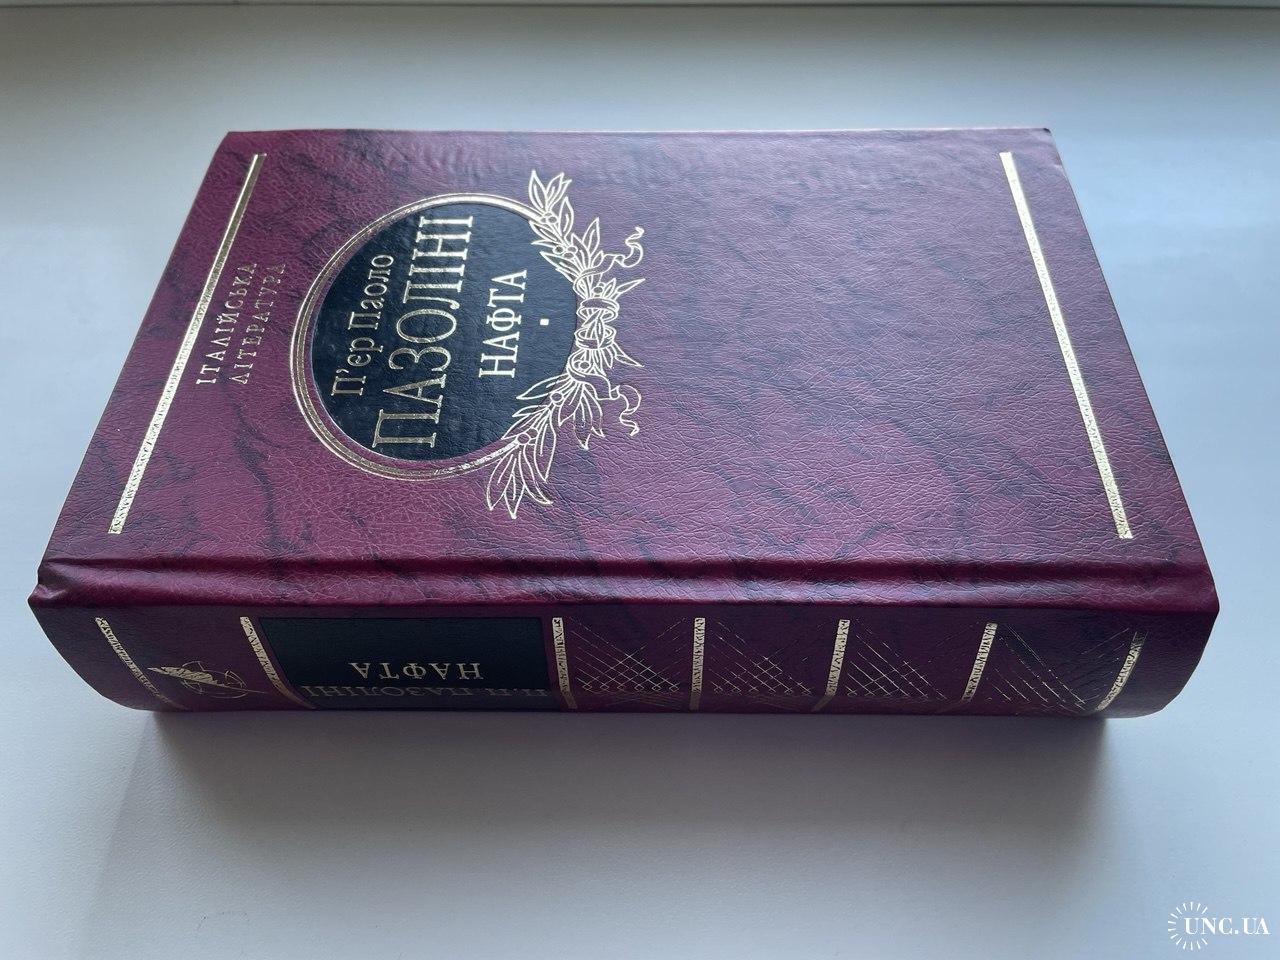 ІТАЛІЙСЬКА
ЛІТЕРАТУРА
П'єр Паоло
ПАЗОЛІНІ
НАФТА
П.П. ПАЗОЛІНІ
НАФТА
UNC.UA